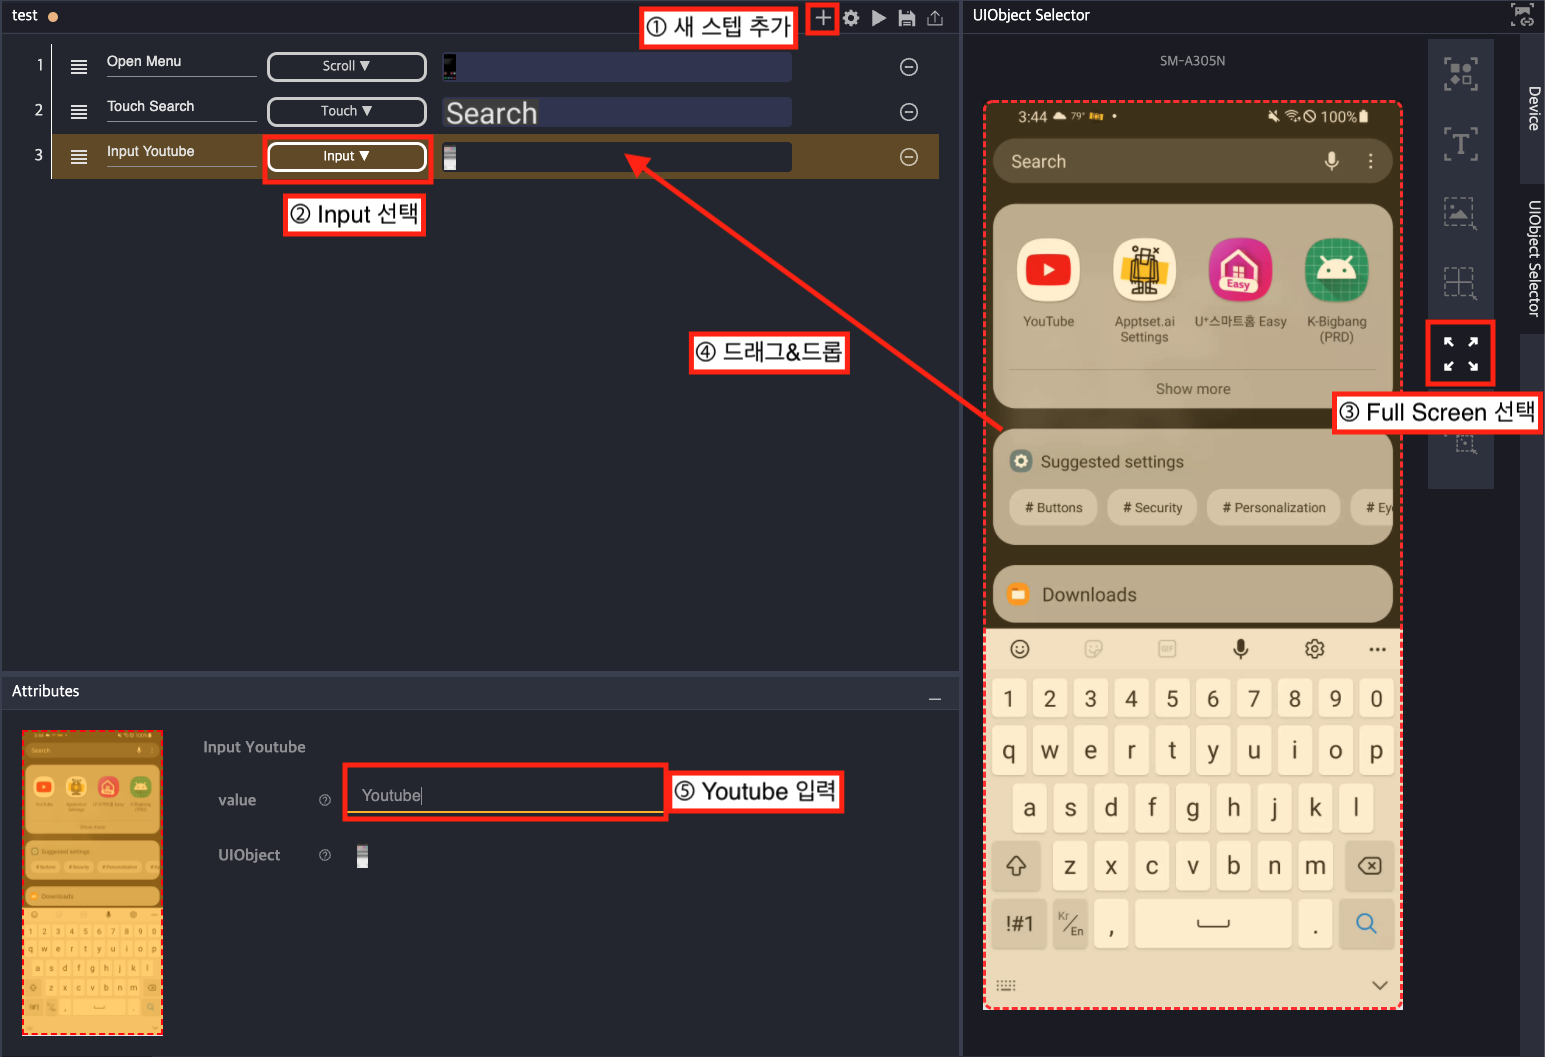 test
① 새 스텝 추가
1 Open Menu Scroll ▼
2 Touch Search Touch ▼ Search
3 Input Youtube Input ▼
② Input 선택
④ 드래그&드롭
Attributes
Input Youtube
value Youtube
⑤ Youtube 입력
UIObject
UIObject Selector
SM-A305N
Device
UIObject Selector
③ Full Screen 선택
3:44 79° 100%
Search
YouTube
Apptset.ai
Settings
U⁺스마트홈 Easy
K-Bigbang
(PRD)
Easy
Show more
Suggested settings
# Buttons # Security # Personalization # Ey
Downloads
GIF
1 2 3 4 5 6 7 8 9 0
q w e r t y u i o p
a s d f g h j k l
z x c v b n m
!#1 Kr/En , .